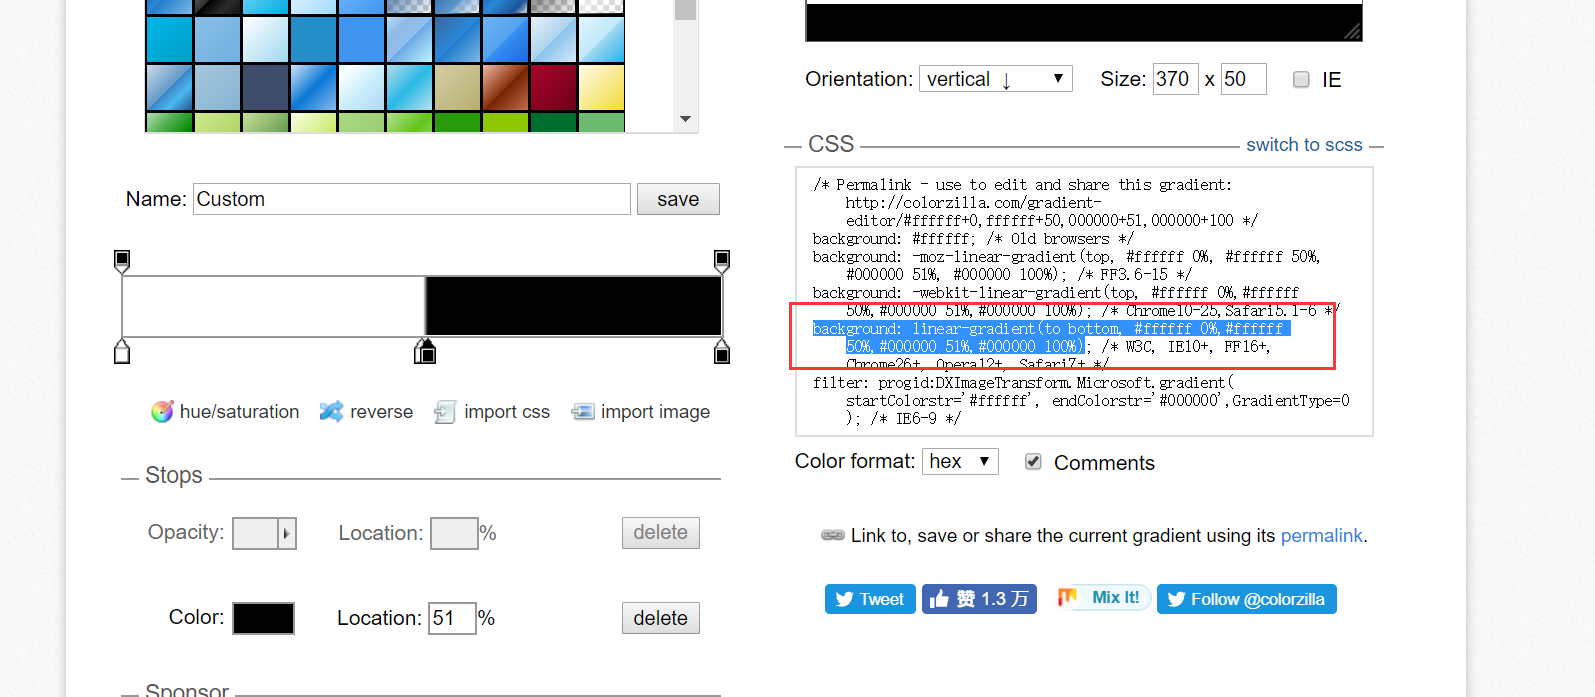 Orientation: vertical ↓ Size: 370 x 50 IE
CSS switch to scss
/* Permalink - use to edit and share this gradient:
http://colorzilla.com/gradient-
editor/#ffffff+0,ffffff+50,000000+51,000000+100 */
background: #ffffff; /* Old browsers */
background: -moz-linear-gradient(top, #ffffff 0%, #ffffff 50%,
#000000 51%, #000000 100%); /* FF3.6-15 */
background: -webkit-linear-gradient(top, #ffffff 0%,#ffffff
50%,#000000 51%,#000000 100%); /* Chrome10-25,Safari5.1-6 */
background: linear-gradient(to bottom, #ffffff 0%,#ffffff
50%,#000000 51%,#000000 100%); /* W3C, IE10+, FF16+,
Chrome26+, Opera12+, Safari7+ */
filter: progid:DXImageTransform.Microsoft.gradient(
startColorstr='#ffffff', endColorstr='#000000',GradientType=0
); /* IE6-9 */
Color format: hex Comments
Link to, save or share the current gradient using its permalink.
Tweet 赞 1.3 万 Mix It! Follow @colorzilla
Name: Custom save
hue/saturation reverse import css import image
Stops
Opacity: Location: % delete
Color: Location: 51 % delete
Sponsor